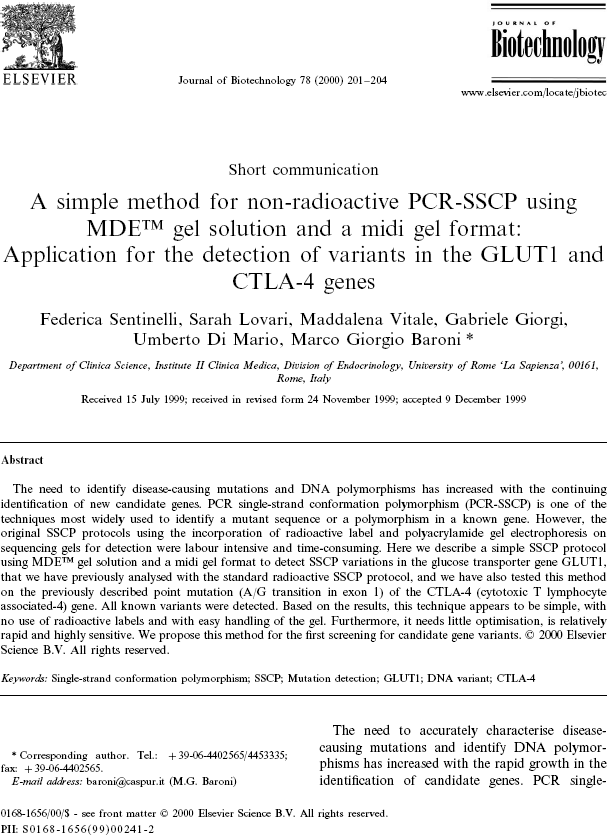 ELSEVIER
JOURNAL OF
Biotechnology
Journal of Biotechnology 78 (2000) 201–204
www.elsevier.com/locate/jbiotec
Short communication
A simple method for non-radioactive PCR-SSCP using
MDE™ gel solution and a midi gel format:
Application for the detection of variants in the GLUT1 and
CTLA-4 genes
Federica Sentinelli, Sarah Lovari, Maddalena Vitale, Gabriele Giorgi,
Umberto Di Mario, Marco Giorgio Baroni *
Department of Clinica Science, Institute II Clinica Medica, Division of Endocrinology, University of Rome ‘La Sapienza’, 00161,
Rome, Italy
Received 15 July 1999; received in revised form 24 November 1999; accepted 9 December 1999
Abstract
The need to identify disease-causing mutations and DNA polymorphisms has increased with the continuing
identification of new candidate genes. PCR single-strand conformation polymorphism (PCR-SSCP) is one of the
techniques most widely used to identify a mutant sequence or a polymorphism in a known gene. However, the
original SSCP protocols using the incorporation of radioactive label and polyacrylamide gel electrophoresis on
sequencing gels for detection were labour intensive and time-consuming. Here we describe a simple SSCP protocol
using MDE™ gel solution and a midi gel format to detect SSCP variations in the glucose transporter gene GLUT1,
that we have previously analysed with the standard radioactive SSCP protocol, and we have also tested this method
on the previously described point mutation (A/G transition in exon 1) of the CTLA-4 (cytotoxic T lymphocyte
associated-4) gene. All known variants were detected. Based on the results, this technique appears to be simple, with
no use of radioactive labels and with easy handling of the gel. Furthermore, it needs little optimisation, is relatively
rapid and highly sensitive. We propose this method for the first screening for candidate gene variants. © 2000 Elsevier
Science B.V. All rights reserved.
Keywords: Single-strand conformation polymorphism; SSCP; Mutation detection; GLUT1; DNA variant; CTLA-4
* Corresponding author. Tel.: +39-06-4402565/4453335;
fax: +39-06-4402565.
E-mail address: baroni@caspur.it (M.G. Baroni)
The need to accurately characterise disease-
causing mutations and identify DNA polymor-
phisms has increased with the rapid growth in the
identification of candidate genes. PCR single-
0168-1656/00/$ - see front matter © 2000 Elsevier Science B.V. All rights reserved.
PII: S0168-1656(99)00241-2